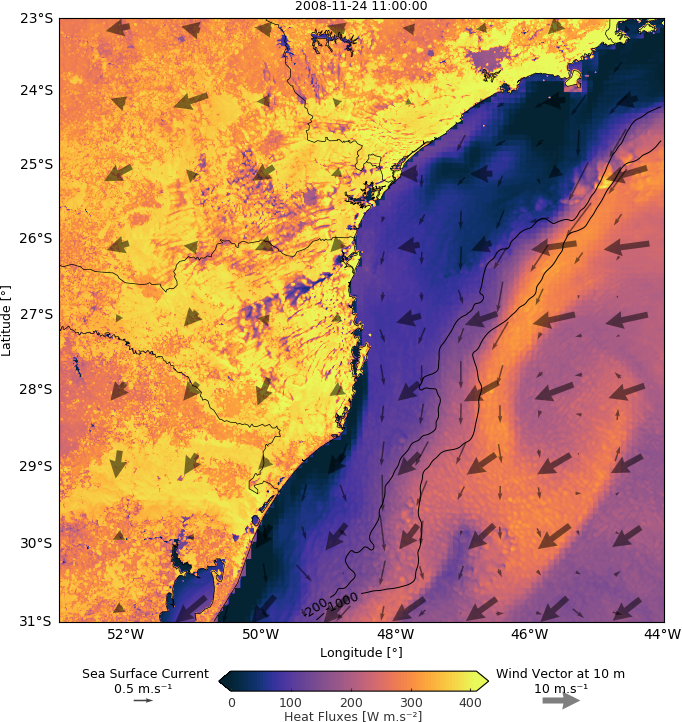 2008-11-24 11:00:00
23°S
24°S
25°S
26°S
27°S
28°S
29°S
30°S
31°S
Latitude [°]
200
1000
52°W 50°W 48°W 46°W 44°W
Longitude [°]
Sea Surface Current
0.5 m.s⁻¹
Wind Vector at 10 m
10 m.s⁻¹
0 100 200 300 400
Heat Fluxes [W m.s⁻²]